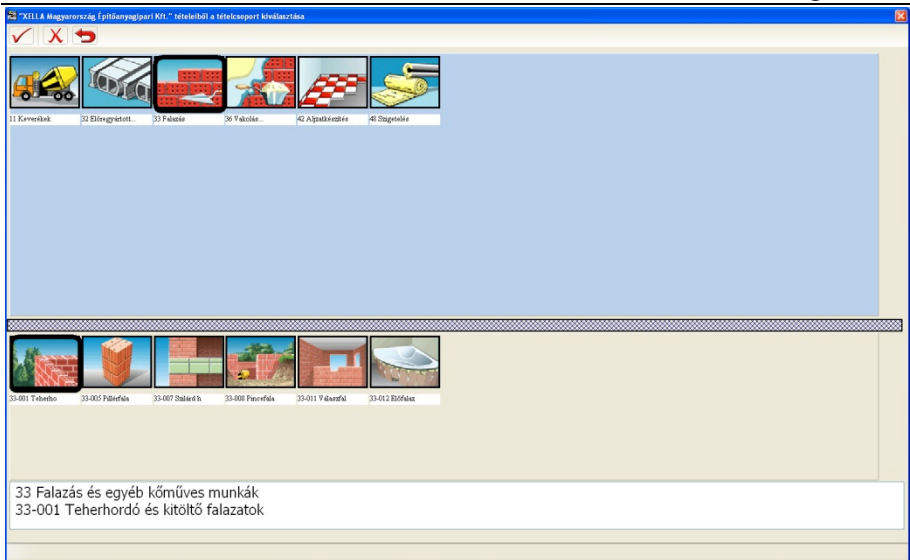 "XELLA Magyarország Építőanyagipari Kft." tételeiből a tételcsoport kiválasztása
11 Keverékek
32 Előregyártott...
33 Falazás
36 Vakolás...
42 Aljzatkészítés
48 Szigetelés
33-001 Teherho
33-005 Pillérfala
33-007 Szilárd h
33-008 Pincefala
33-011 Válaszfal
33-012 Előfalaz
33 Falazás és egyéb kőműves munkák
33-001 Teherhordó és kitöltő falazatok